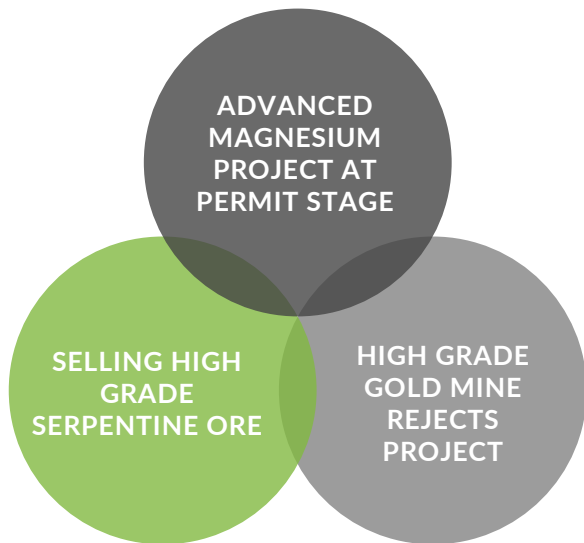 ADVANCED
MAGNESIUM
PROJECT AT
PERMIT STAGE
SELLING HIGH
GRADE
SERPENTINE ORE
HIGH GRADE
GOLD MINE
REJECTS
PROJECT